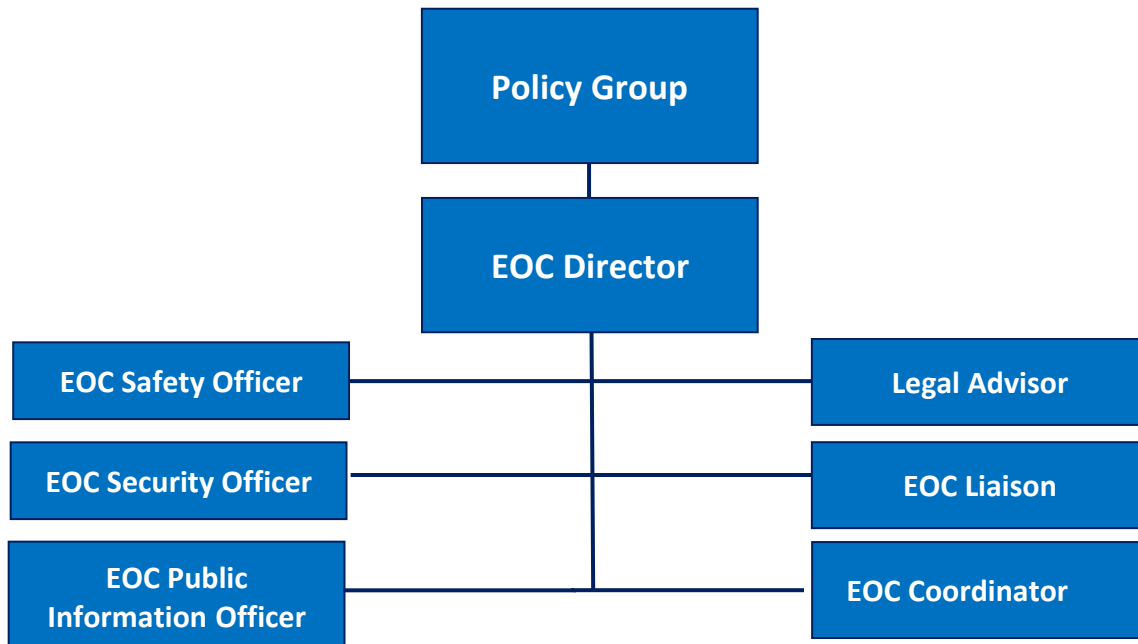 Policy Group
EOC Director
EOC Safety Officer
Legal Advisor
EOC Security Officer
EOC Liaison
EOC Public
Information Officer
EOC Coordinator